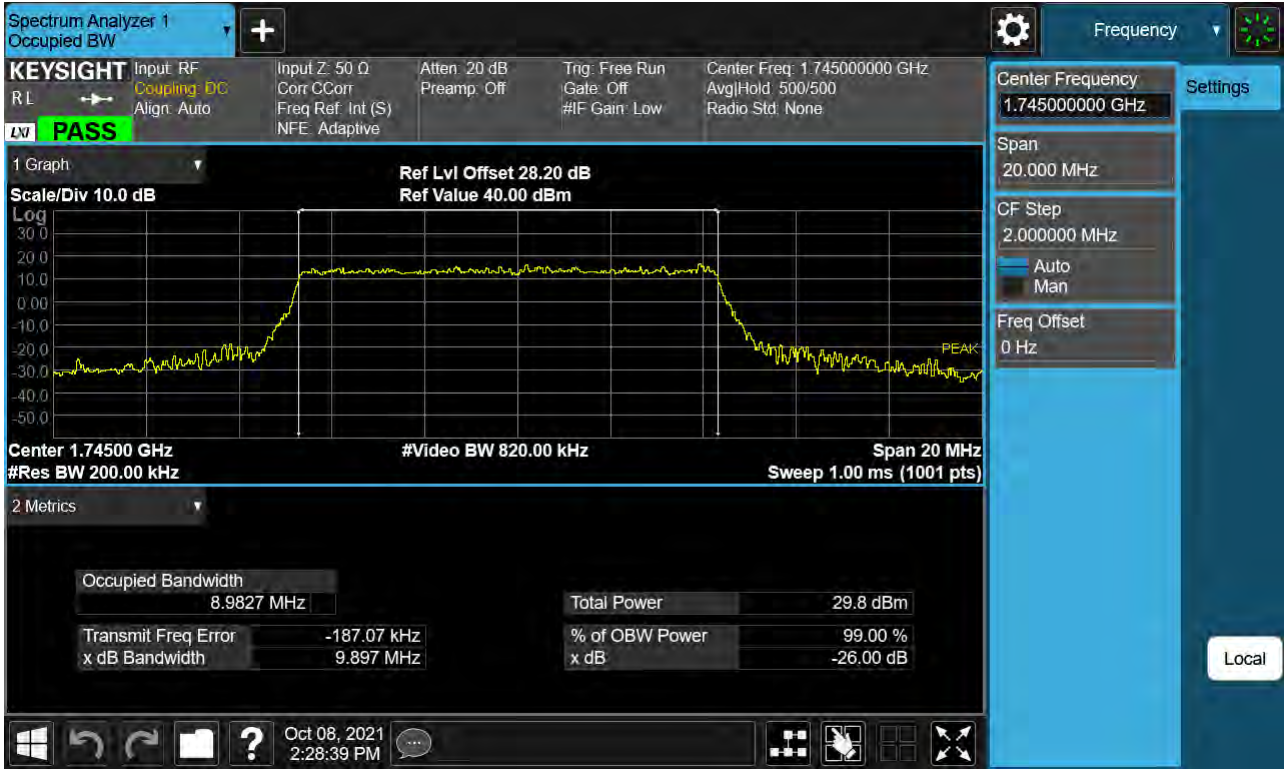 Spectrum Analyzer 1
Occupied BW
Frequency
KEYSIGHT
RL
LXI PASS
Input: RF
Coupling: DC
Align: Auto
Input Z: 50 Ω
Corr CCorr
Freq Ref: Int (S)
NFE: Adaptive
Atten: 20 dB
Preamp: Off
Trig: Free Run
Gate: Off
#IF Gain: Low
Center Freq: 1.745000000 GHz
Avg|Hold: 500/500
Radio Std: None
1 Graph
Scale/Div 10.0 dB
Ref Lvl Offset 28.20 dB
Ref Value 40.00 dBm
Log
30.0
20.0
10.0
0.00
-10.0
-20.0
-30.0
-40.0
-50.0
PEAK
Center 1.74500 GHz
#Video BW 820.00 kHz
Span 20 MHz
#Res BW 200.00 kHz
Sweep 1.00 ms (1001 pts)
2 Metrics
Occupied Bandwidth
8.9827 MHz
Transmit Freq Error -187.07 kHz
x dB Bandwidth 9.897 MHz
Total Power 29.8 dBm
% of OBW Power 99.00 %
x dB -26.00 dB
Oct 08, 2021
2:28:39 PM
Center Frequency
1.745000000 GHz
Span
20.000 MHz
CF Step
2.000000 MHz
Auto
Man
Freq Offset
0 Hz
Settings
Local